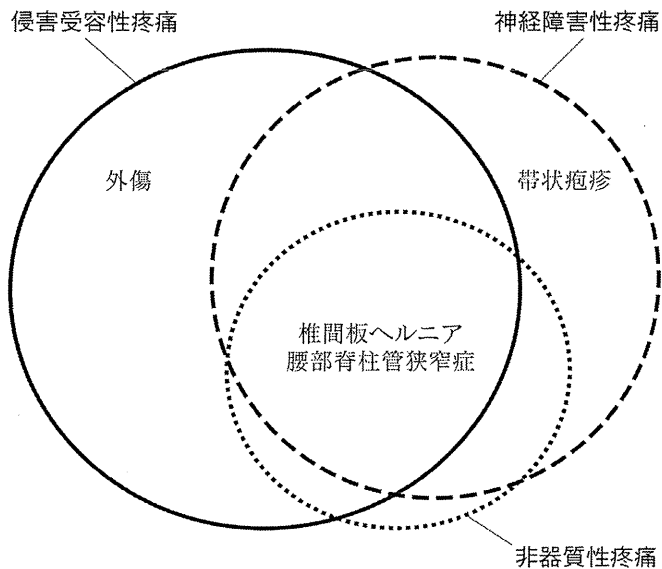 侵害受容性疼痛
神経障害性疼痛
外傷
帯状疱疹
椎間板ヘルニア
腰部脊柱管狭窄症
非器質性疼痛